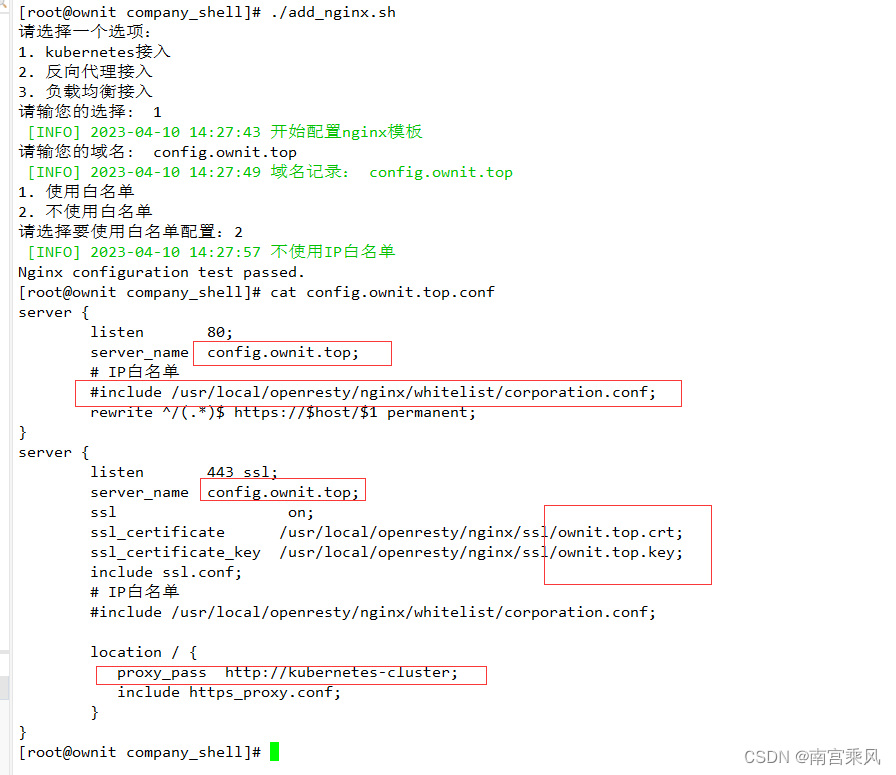 [root@ownit company_shell]# ./add_nginx.sh
请选择一个选项:
1. kubernetes接入
2. 反向代理接入
3. 负载均衡接入
请输您的选择: 1
[INFO] 2023-04-10 14:27:43 开始配置nginx模板
请输您的域名: config.ownit.top
[INFO] 2023-04-10 14:27:49 域名记录: config.ownit.top
1. 使用白名单
2. 不使用白名单
请选择要使用白名单配置: 2
[INFO] 2023-04-10 14:27:57 不使用IP白名单
Nginx configuration test passed.
[root@ownit company_shell]# cat config.ownit.top.conf
server {
listen 80;
server_name config.ownit.top;
# IP白名单
#include /usr/local/openresty/nginx/whitelist/corporation.conf;
rewrite ^/(.*)$ https://$host/$1 permanent;
}
server {
listen 443 ssl;
server_name config.ownit.top;
ssl on;
ssl_certificate /usr/local/openresty/nginx/ssl/ownit.top.crt;
ssl_certificate_key /usr/local/openresty/nginx/ssl/ownit.top.key;
include ssl.conf;
# IP白名单
#include /usr/local/openresty/nginx/whitelist/corporation.conf;
location / {
proxy_pass http://kubernetes-cluster;
include https_proxy.conf;
}
}
[root@ownit company_shell]#
CSDN @南宫乘风